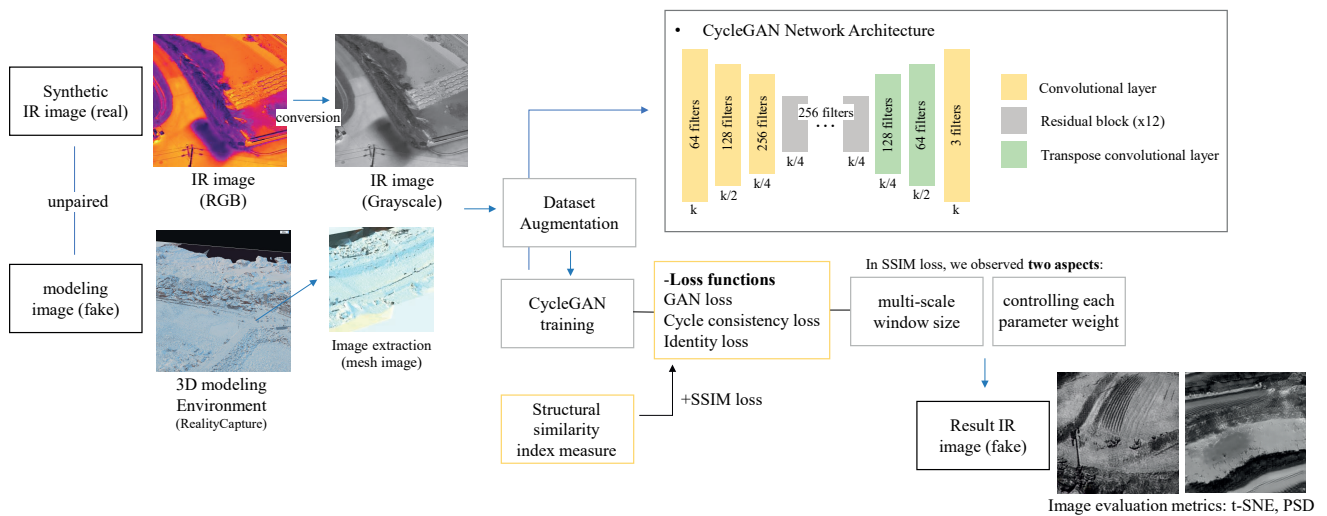 Synthetic
IR image (real)
unpaired
modeling
image (fake)
conversion
IR image
(RGB)
IR image
(Grayscale)
3D modeling
Environment
(RealityCapture)
Image extraction
(mesh image)
Dataset
Augmentation
CycleGAN
training
• CycleGAN Network Architecture
64 filters
128 filters
256 filters
256 filters
...
128 filters
64 filters
3 filters
k
k/2
k/4
k/4
k/4
k/4
k/2
k
Convolutional layer
Residual block (x12)
Transpose convolutional layer
-Loss functions
GAN loss
Cycle consistency loss
Identity loss
+SSIM loss
Structural
similarity
index measure
In SSIM loss, we observed two aspects:
multi-scale
window size
controlling each
parameter weight
Result IR
image (fake)
Image evaluation metrics: t-SNE, PSD